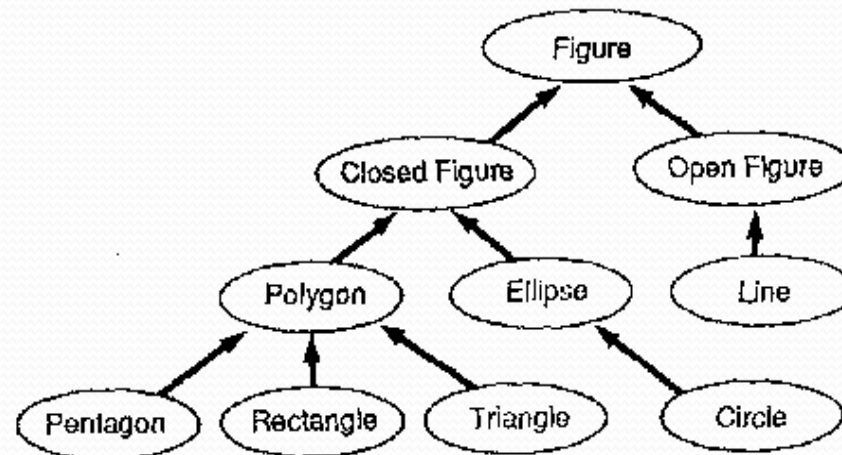 Figure
Closed Figure
Open Figure
Polygon
Ellipse
Line
Pentagon
Rectangle
Triangle
Circle